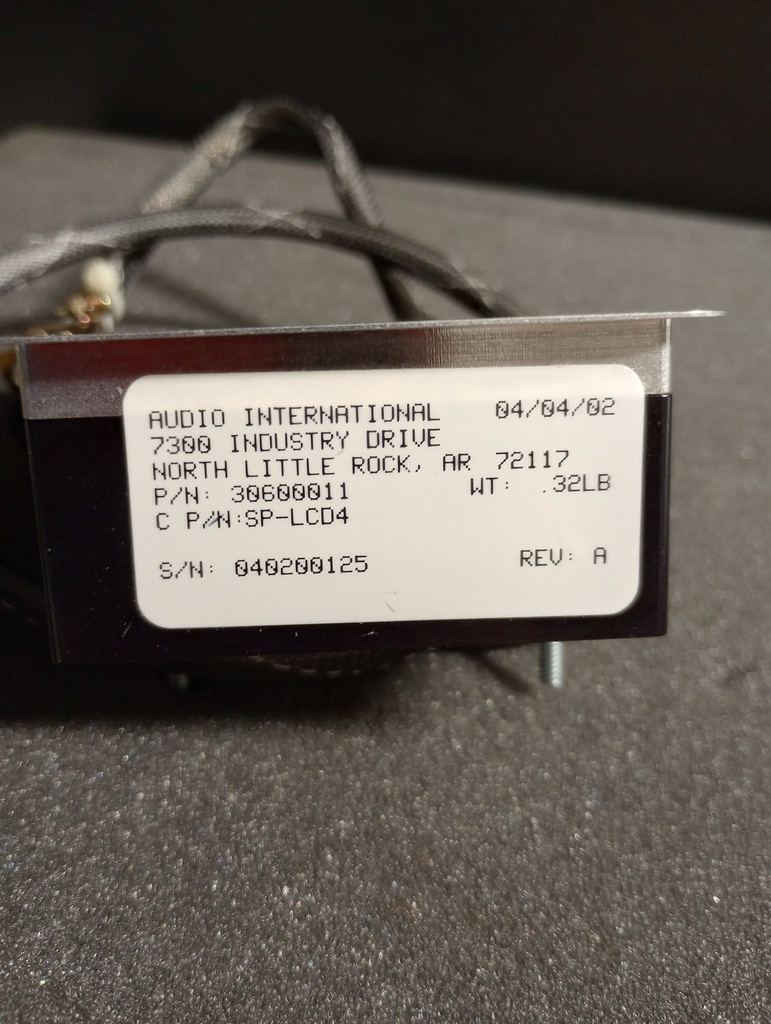 AUDIO INTERNATIONAL 04/04/02
7300 INDUSTRY DRIVE
NORTH LITTLE ROCK, AR 72117
P/N: 30600011 WT: .32LB
C P/N:SP-LCD4
S/N: 040200125 REV: A